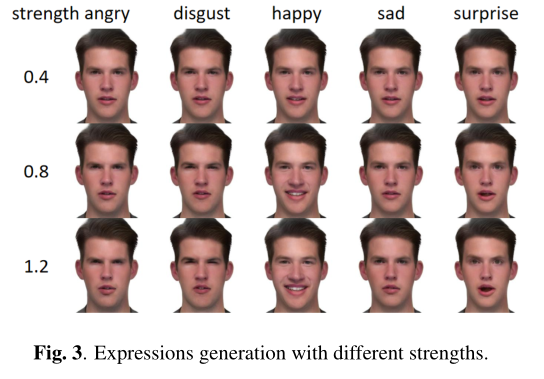 strength angry disgust happy sad surprise
0.4
0.8
1.2
Fig. 3. Expressions generation with different strengths.